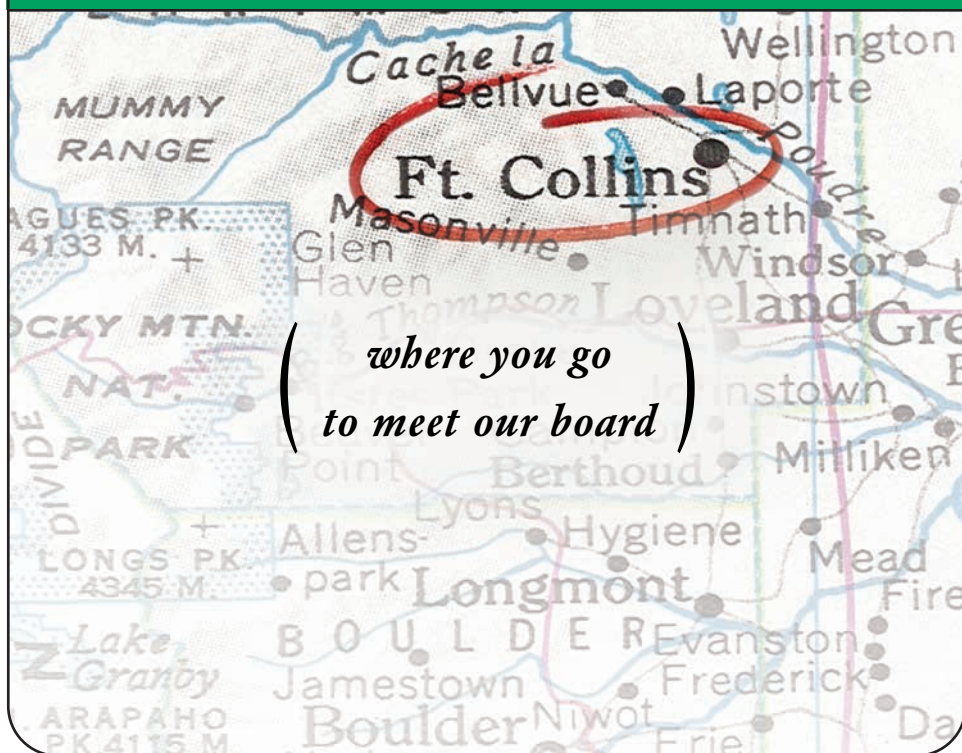 Wellington
Cache la
Bellvue
Laporte
MUMMY
RANGE
Poudre
Ft. Collins
AGUES PK.
4133 M.
Masonville
Timnath
Glen
Haven
Windsor
Thompson
Loveland
Gre
OCKY MTN.
where you go
NAT.
Johnstown
to meet our board
DIVIDE
PARK
Point
Berthoud
Milliken
Lyons
Allens-
park
Hygiene
LONGS PK.
4345 M.
Longmont
Mead
Fire
BOULDER
Evanston
Lake
Granby
Jamestown
Frederick
ARAPAHO
PK 4115 M.
Boulder
Niwot
Erie
Da